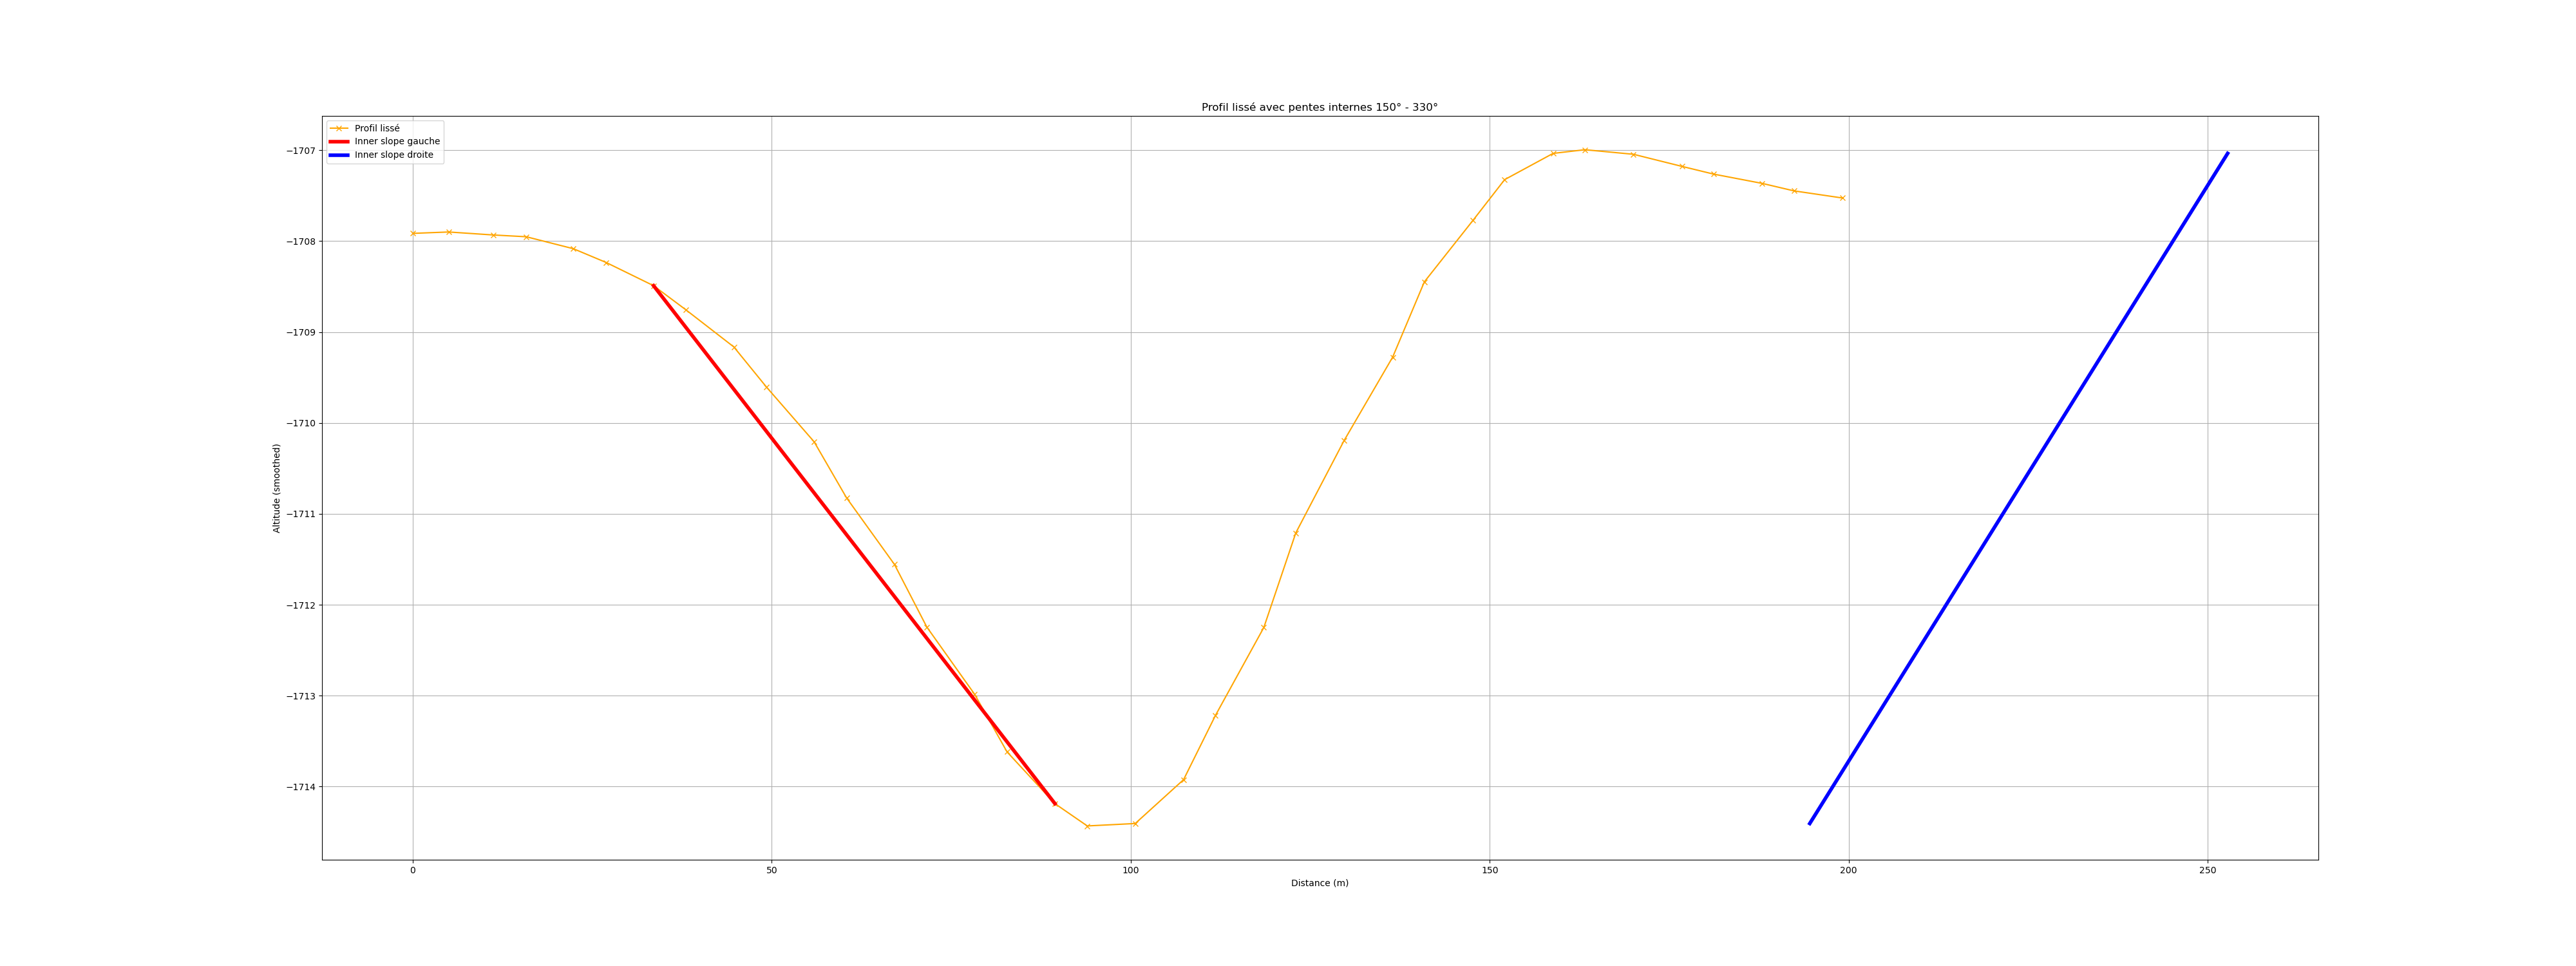 Profil lissé avec pentes internes 150° - 330°
Profil lissé
Inner slope gauche
Inner slope droite
−1707
−1708
−1709
−1710
−1711
−1712
−1713
−1714
Altitude (smoothed)
0
50
100
150
200
250
Distance (m)